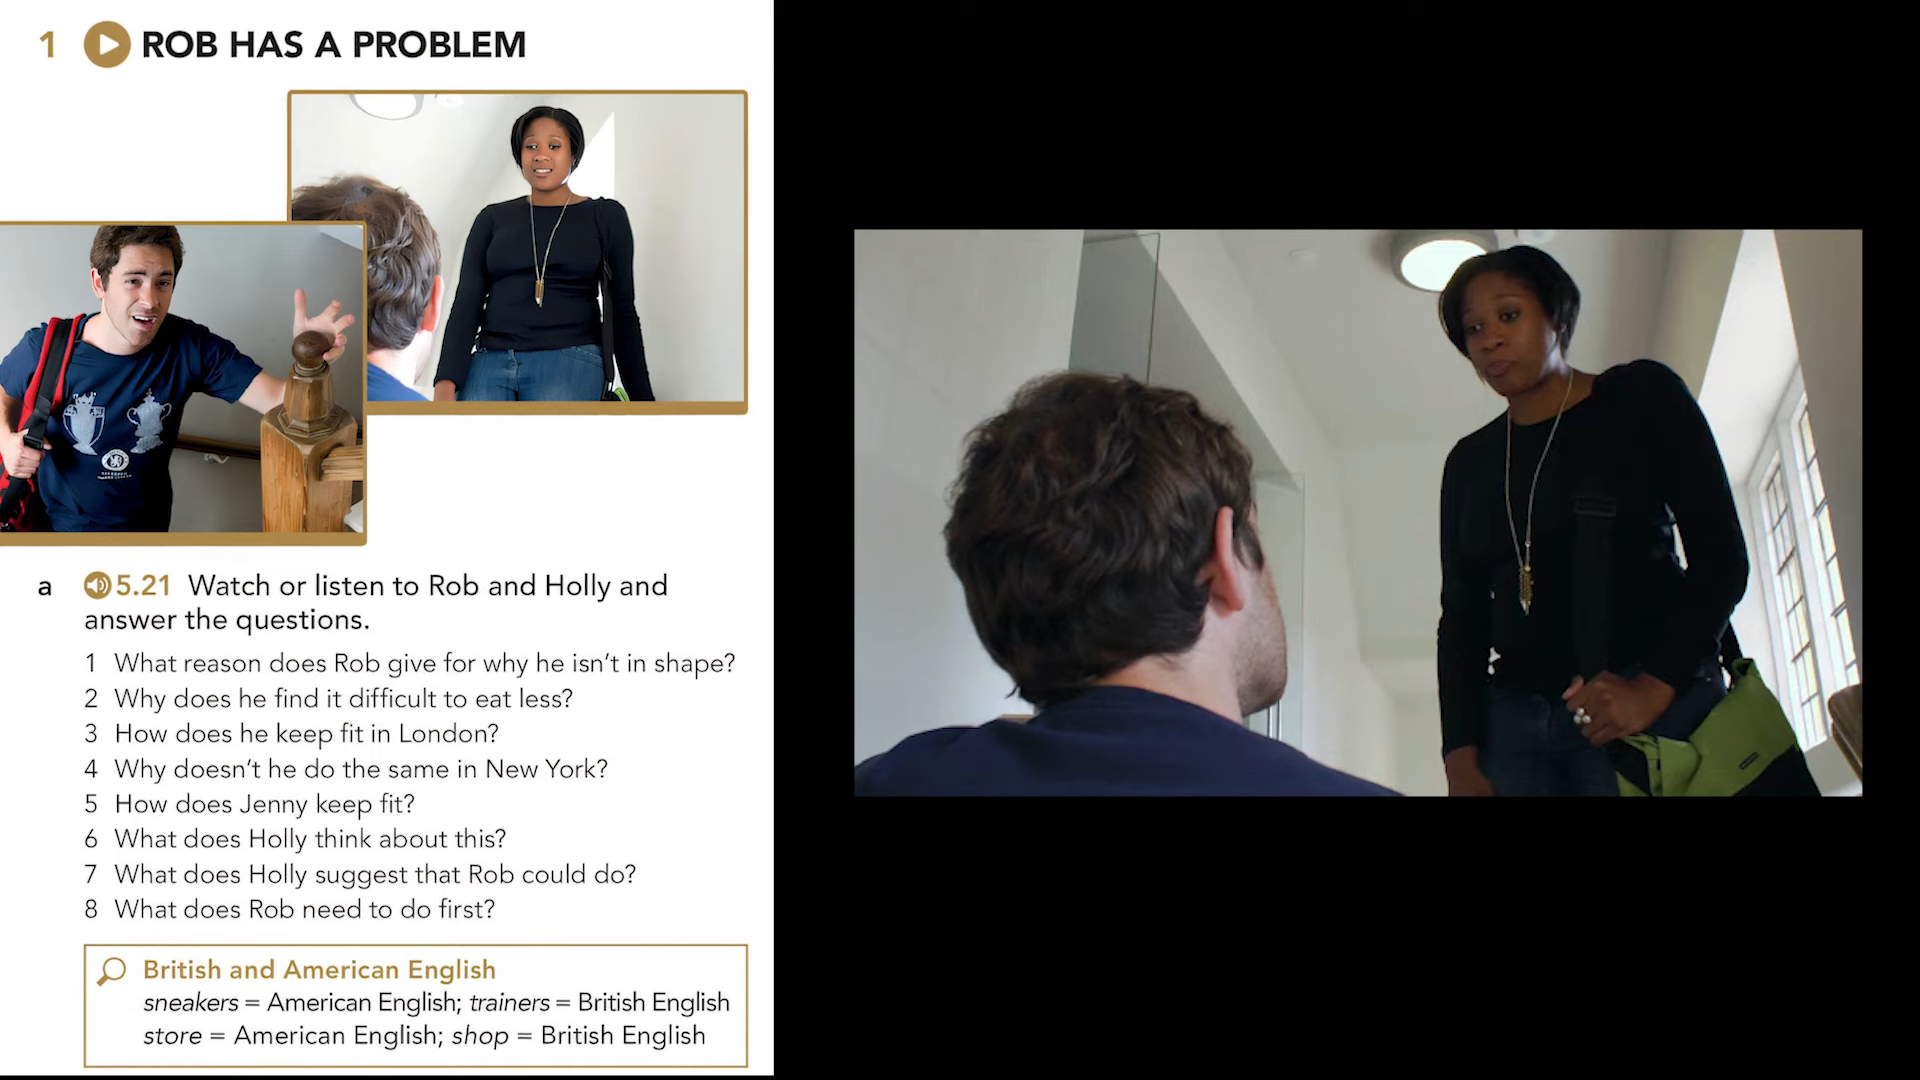 1 ROB HAS A PROBLEM
a 5.21 Watch or listen to Rob and Holly and
answer the questions.
1 What reason does Rob give for why he isn't in shape?
2 Why does he find it difficult to eat less?
3 How does he keep fit in London?
4 Why doesn't he do the same in New York?
5 How does Jenny keep fit?
6 What does Holly think about this?
7 What does Holly suggest that Rob could do?
8 What does Rob need to do first?
British and American English
sneakers = American English; trainers = British English
store = American English; shop = British English